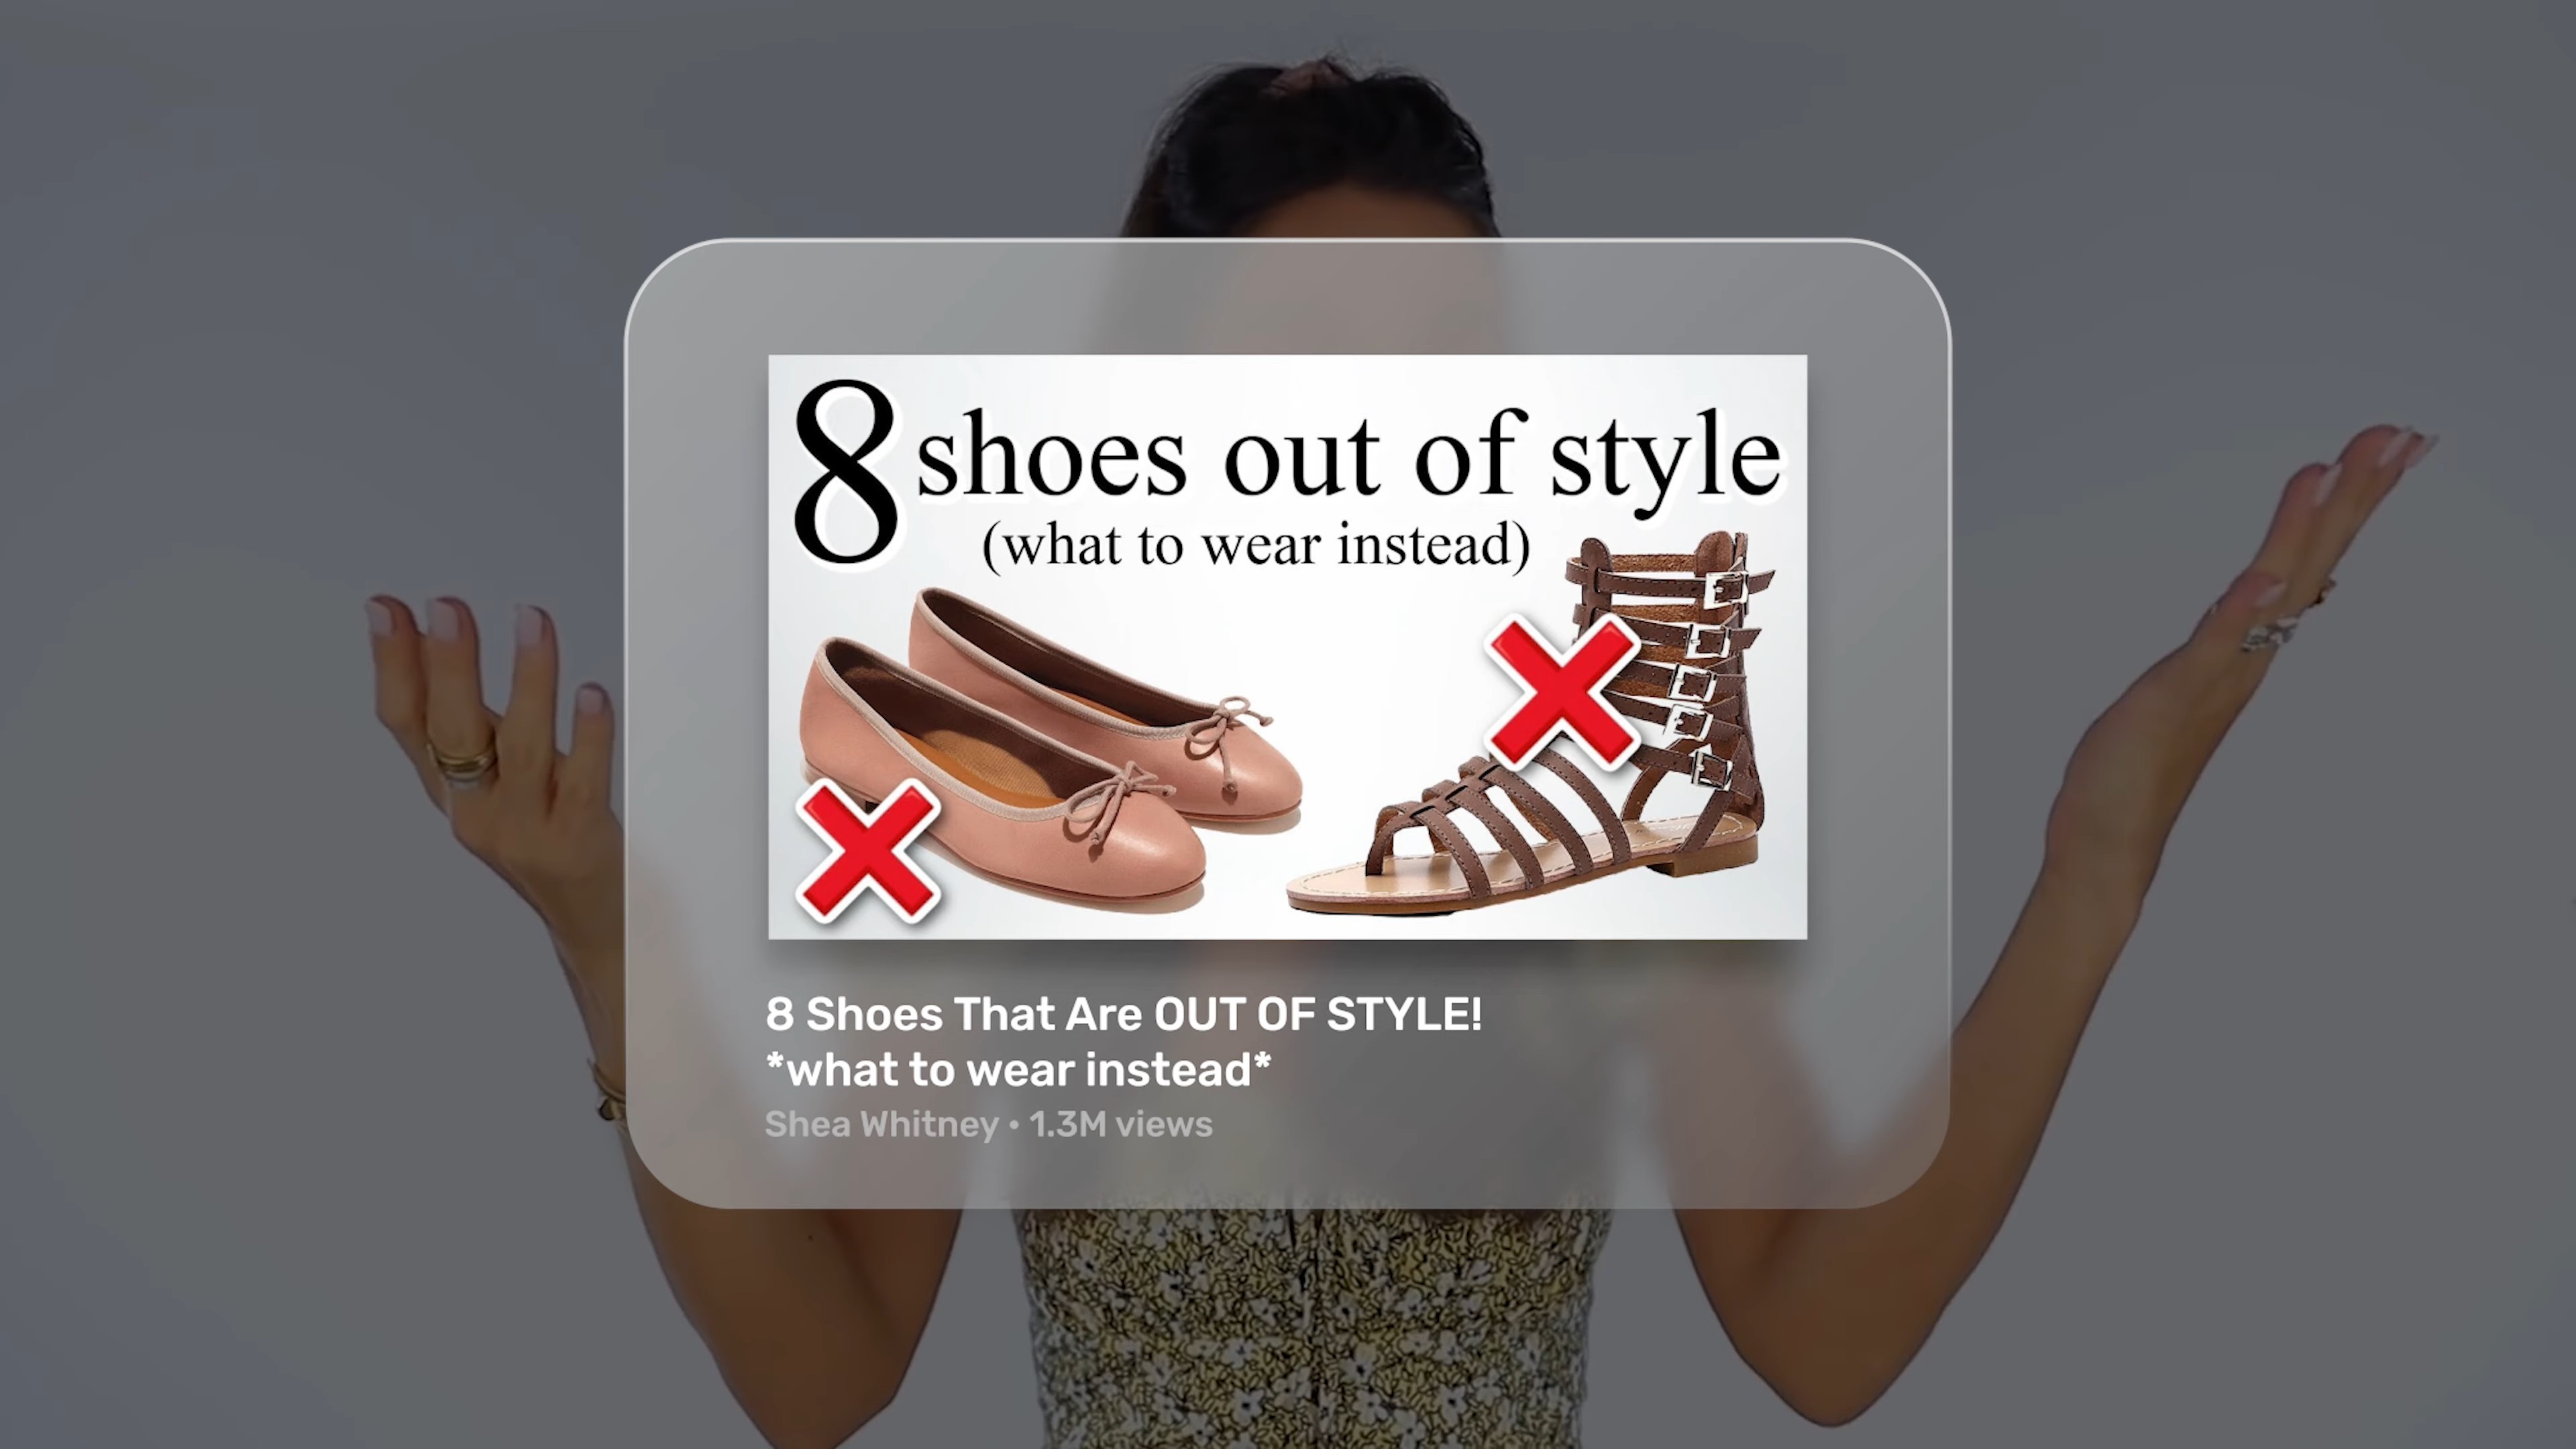 8 shoes out of style
(what to wear instead)
8 Shoes That Are OUT OF STYLE!
*what to wear instead*
Shea Whitney • 1.3M views